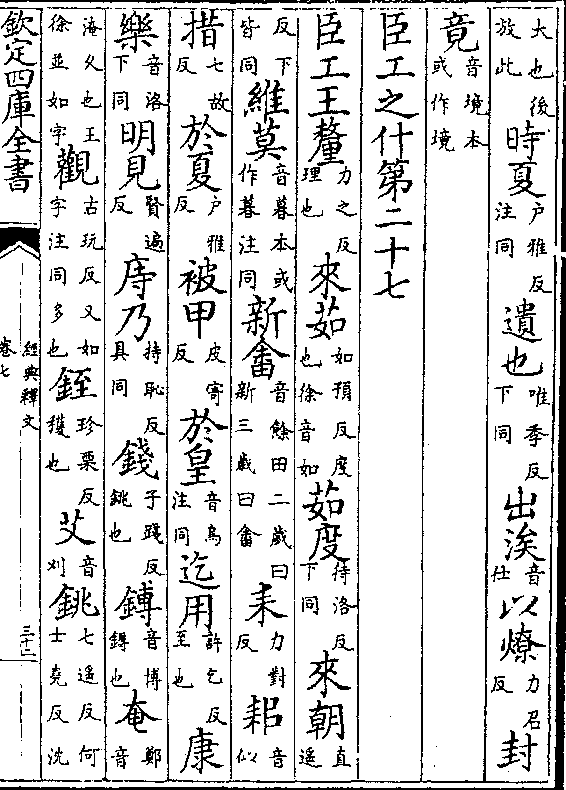 大也後放此時夏戶雅反注同遺也唯季反下同出涘音仕以燎力召反封
竟音境本或作境
臣工之什第二十七
臣工王釐力之反理也來茹如預反度也徐音如茹度持洛反下同來朝直遥
反下皆同維莫音暮本或作暮注同新畬音餘田二歲曰新三歲曰畬耒力對反耜音似
措七故反於夏戶雅反被甲皮寄反於皇音烏注同迄用許乞反至也康
樂音洛下同明見賢遍反庤乃持恥反具同錢子踐反銚也鎛音博鎒也奄鄭音
淹久也王徐並如字觀古玩反又如字注同多也銍珍栗反穫也艾音刈銚七遥反何士堯反沈
欽定四庫全書
經典釋文
卷七
三十二